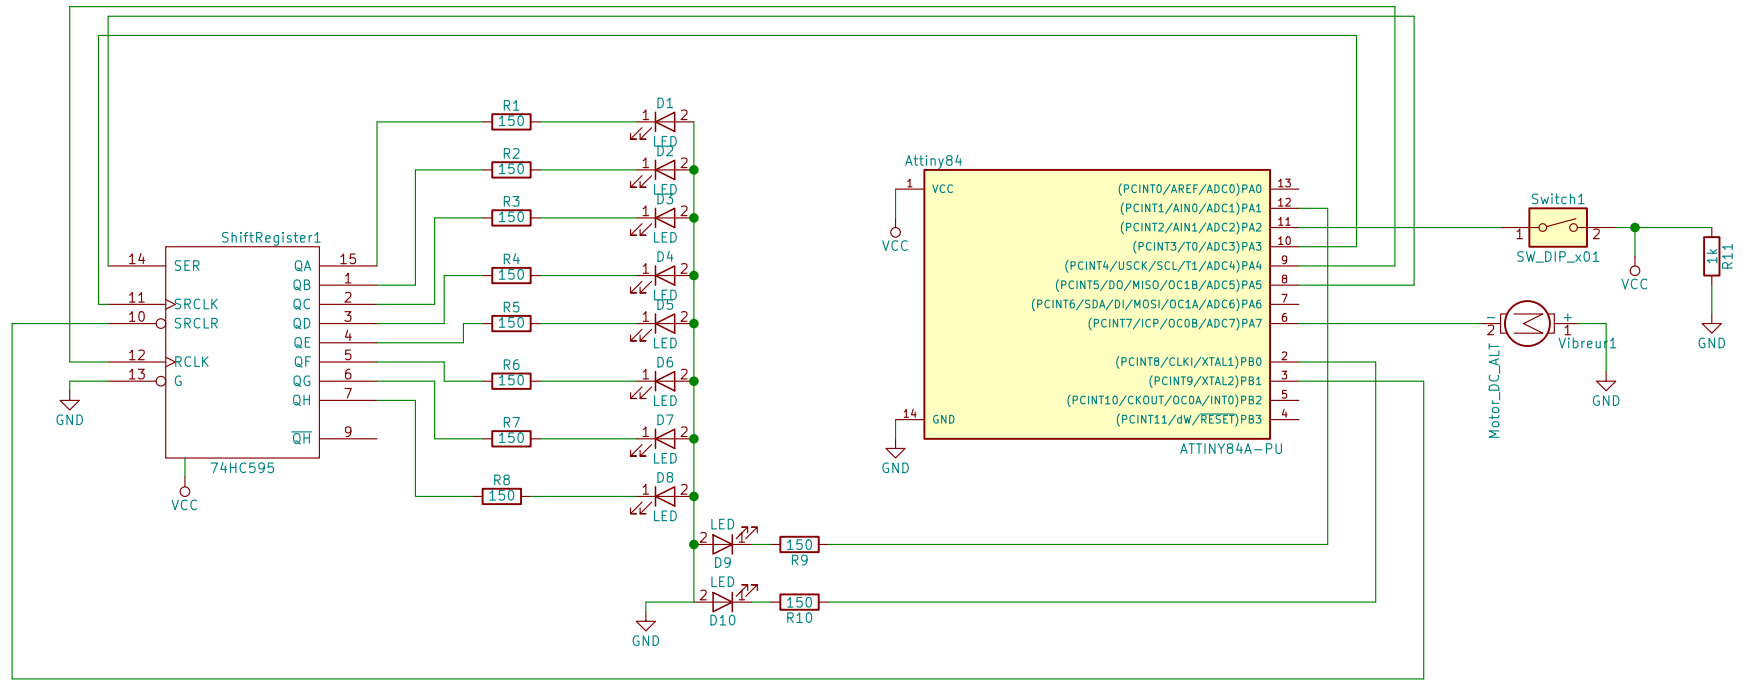 R1
150
1
D1
2
LED
R2
150
1
D2
2
LED
R3
150
1
D3
2
LED
R4
150
1
D4
2
LED
R5
150
1
D5
2
LED
R6
150
1
D6
2
LED
R7
150
1
D7
2
LED
R8
150
1
D8
2
LED
ShiftRegister1
14
SER
11
SRCLK
10
SRCLR
12
RCLK
13
G
QA
15
QB
1
QC
2
QD
3
QE
4
QF
5
QG
6
QH
7
QH
9
74HC595
GND
VCC
LED
2
1
D9
150
R9
LED
2
1
D10
150
R10
GND
Attiny84
1
VCC
VCC
14
GND
GND
(PCINT0/AREF/ADC0)PA0
13
(PCINT1/AIN0/ADC1)PA1
12
(PCINT2/AIN1/ADC2)PA2
11
(PCINT3/T0/ADC3)PA3
10
(PCINT4/USCK/SCL/T1/ADC4)PA4
9
(PCINT5/DO/MISO/OC1B/ADC5)PA5
8
(PCINT6/SDA/DI/MOSI/OC1A/ADC6)PA6
7
(PCINT7/ICP/OC0B/ADC7)PA7
6
(PCINT8/CLKI/XTAL1)PB0
2
(PCINT9/XTAL2)PB1
3
(PCINT10/CKOUT/OC0A/INT0)PB2
5
(PCINT11/dW/RESET)PB3
4
ATTINY84A-PU
Switch1
1
2
SW_DIP_x01
VCC
1k
R11
GND
-
2
+
1
Vibreur1
Motor_DC_ALT
GND